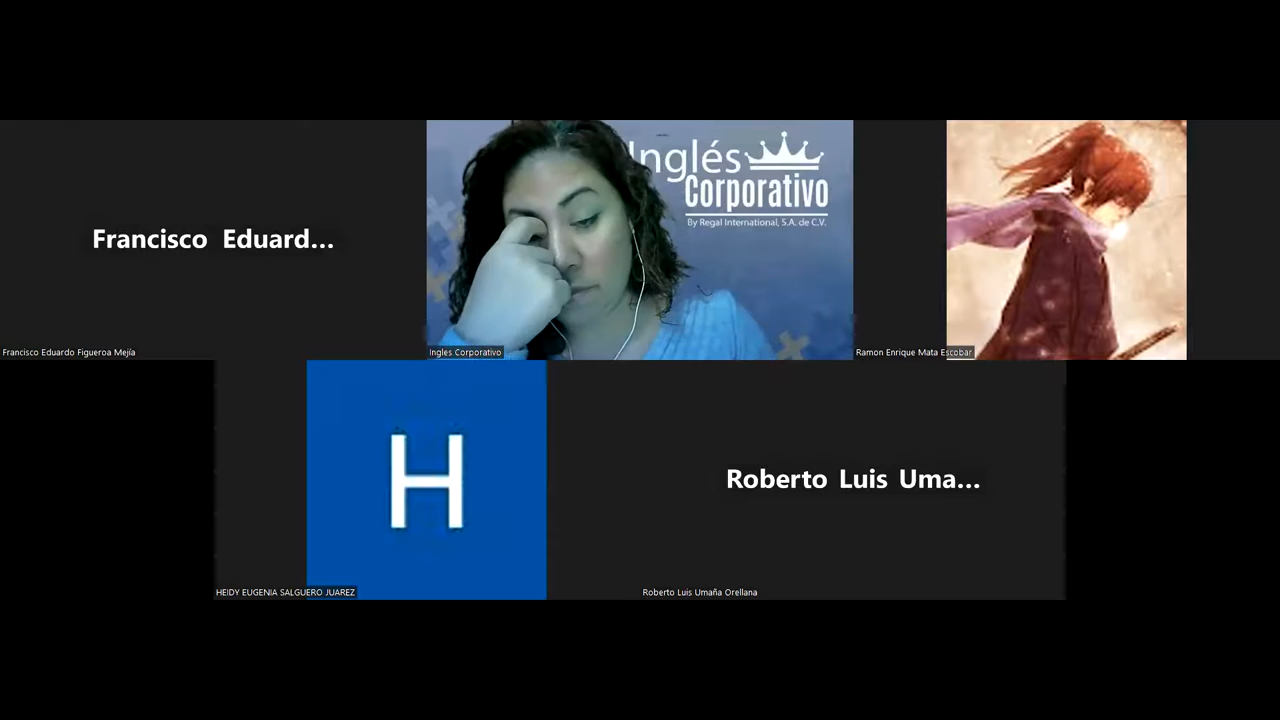 Francisco Eduard...
Francisco Eduardo Figueroa Mejía
Inglés
Corporativo
By Regal International, S.A. de C.V.
Ingles Corporativo
Ramon Enrique Mata Escobar
H
HEIDY EUGENIA SALGUERO JUAREZ
Roberto Luis Uma...
Roberto Luis Umaña Orellana